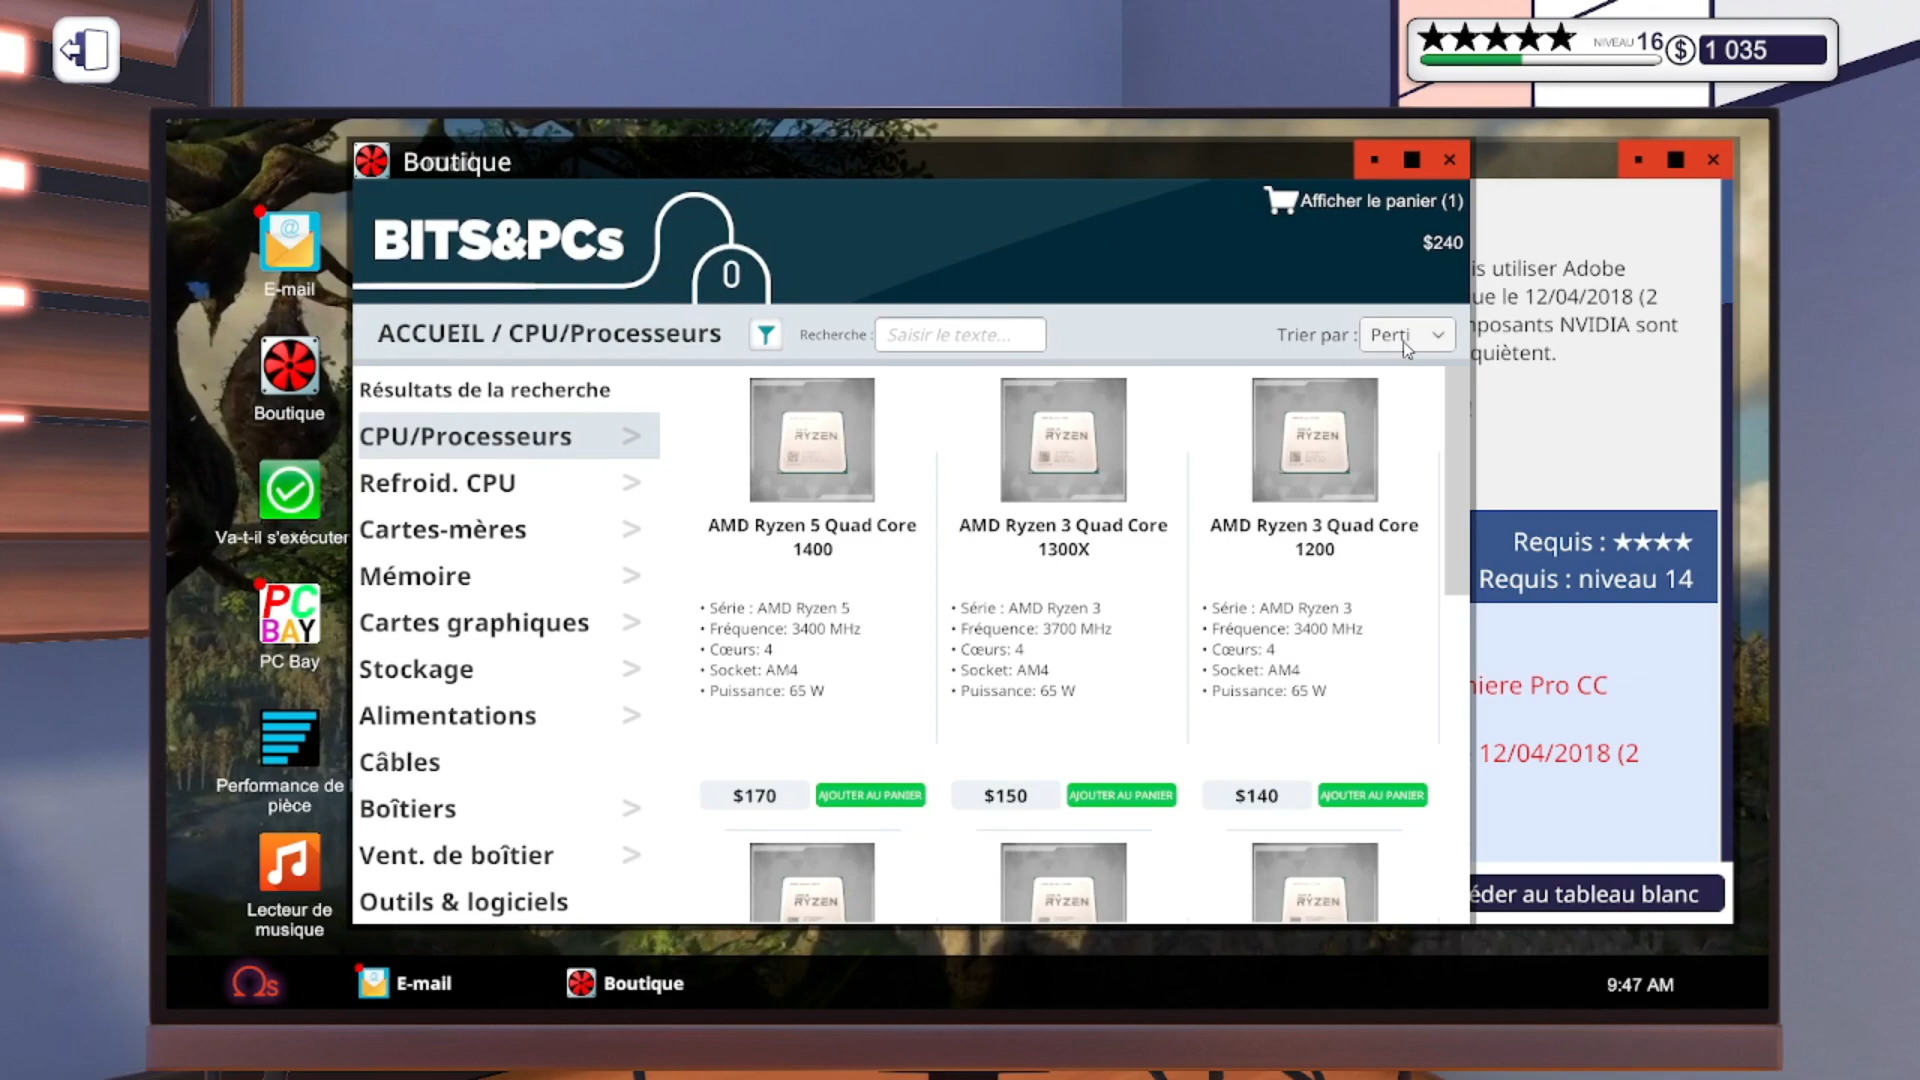 NIVEAU 16
$ 1 035
Boutique
BITS&PCs
Afficher le panier (1)
$240
ACCUEIL / CPU/Processeurs
Recherche :
Saisir le texte...
Trier par :
Perti
Résultats de la recherche
CPU/Processeurs
Refroid. CPU
Cartes-mères
Mémoire
Cartes graphiques
Stockage
Alimentations
Câbles
Boîtiers
Vent. de boîtier
Outils & logiciels
RYZEN
AMD Ryzen 5 Quad Core
1400
• Série : AMD Ryzen 5
• Fréquence: 3400 MHz
• Cœurs: 4
• Socket: AM4
• Puissance: 65 W
$170
AJOUTER AU PANIER
RYZEN
AMD Ryzen 3 Quad Core
1300X
• Série : AMD Ryzen 3
• Fréquence: 3700 MHz
• Cœurs: 4
• Socket: AM4
• Puissance: 65 W
$150
AJOUTER AU PANIER
RYZEN
AMD Ryzen 3 Quad Core
1200
• Série : AMD Ryzen 3
• Fréquence: 3400 MHz
• Cœurs: 4
• Socket: AM4
• Puissance: 65 W
$140
AJOUTER AU PANIER
RYZEN
RYZEN
RYZEN
is utiliser Adobe
ue le 12/04/2018 (2
posants NVIDIA sont
quiètent.
Requis : ★★★★
Requis : niveau 14
iere Pro CC
12/04/2018 (2
éder au tableau blanc
E-mail
Boutique
Va-t-il s'exécuter
PC
BAY
PC Bay
Performance de
pièce
Lecteur de
musique
Ωs
E-mail
Boutique
9:47 AM